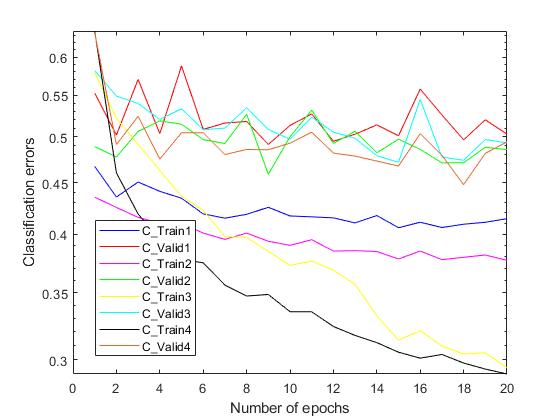 0.6
0.55
0.5
0.45
0.4
0.35
0.3
Classification errors
C_Train1
C_Valid1
C_Train2
C_Valid2
C_Train3
C_Valid3
C_Train4
C_Valid4
0 2 4 6 8 10 12 14 16 18 20
Number of epochs